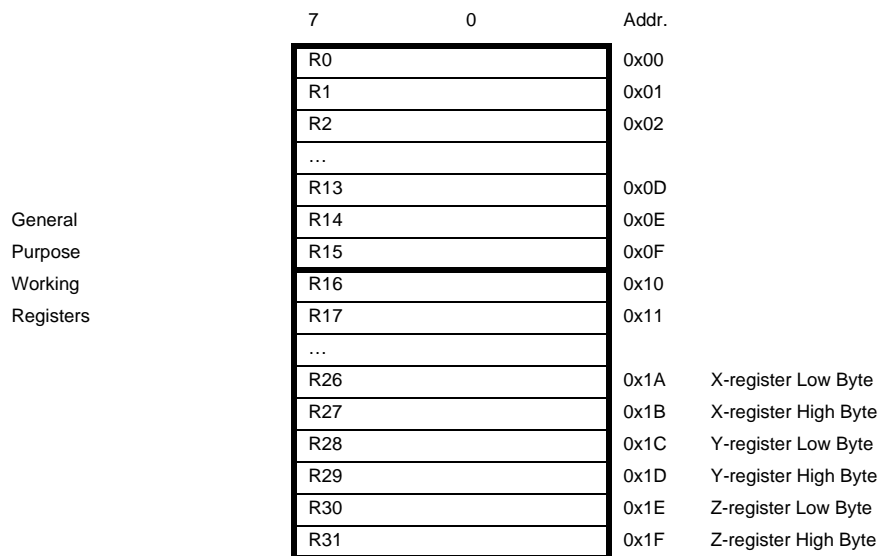 7 0 Addr.
R0 0x00
R1 0x01
R2 0x02
…
R13 0x0D
General R14 0x0E
Purpose R15 0x0F
Working R16 0x10
Registers R17 0x11
…
R26 0x1A X-register Low Byte
R27 0x1B X-register High Byte
R28 0x1C Y-register Low Byte
R29 0x1D Y-register High Byte
R30 0x1E Z-register Low Byte
R31 0x1F Z-register High Byte